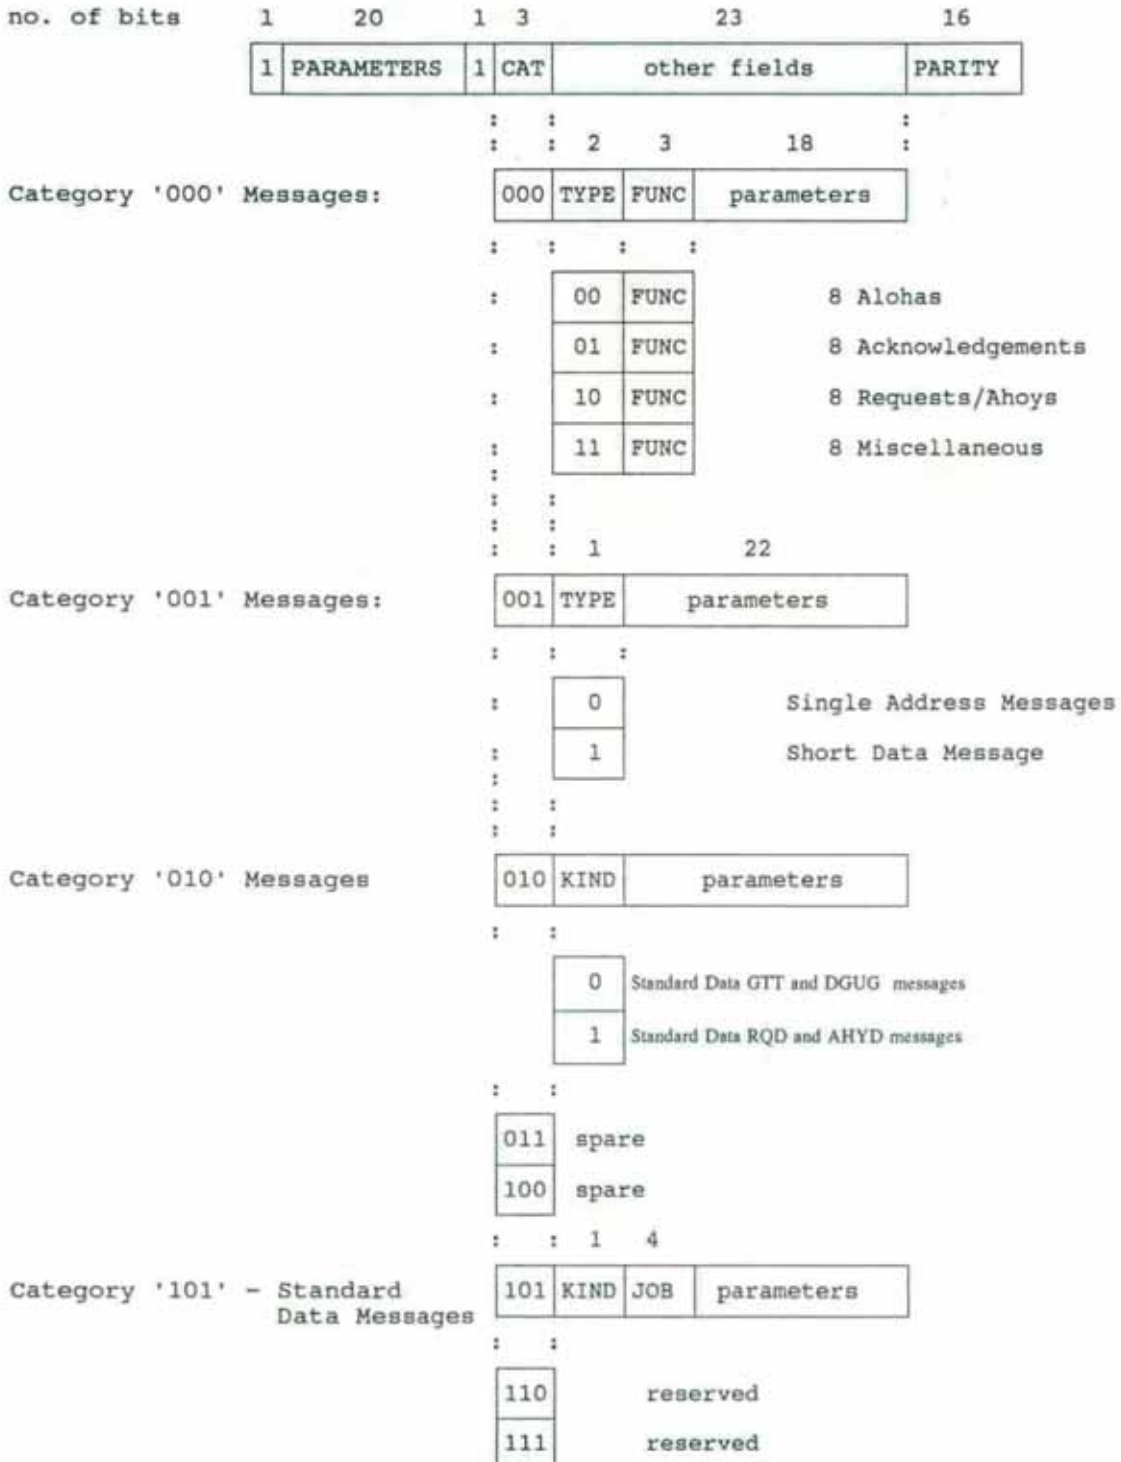 no. of bits 1 20 1 3 23 16
1 PARAMETERS 1 CAT other fields PARITY
: : :
: : 2 3 18 :
Category '000' Messages: 000 TYPE FUNC parameters
: : : :
: 00 FUNC 8 Alohas
: 01 FUNC 8 Acknowledgements
: 10 FUNC 8 Requests/Ahoys
: 11 FUNC 8 Miscellaneous
:
: :
: :
: : 1 22
Category '001' Messages: 001 TYPE parameters
: : :
: 0 Single Address Messages
: 1 Short Data Message
:
: :
: :
Category '010' Messages 010 KIND parameters
: :
0 Standard Data GTT and DGUG messages
1 Standard Data RQD and AHYD messages
: :
011 spare
100 spare
: : 1 4
Category '101' - Standard 101 KIND JOB parameters
Data Messages
: :
110 reserved
111 reserved